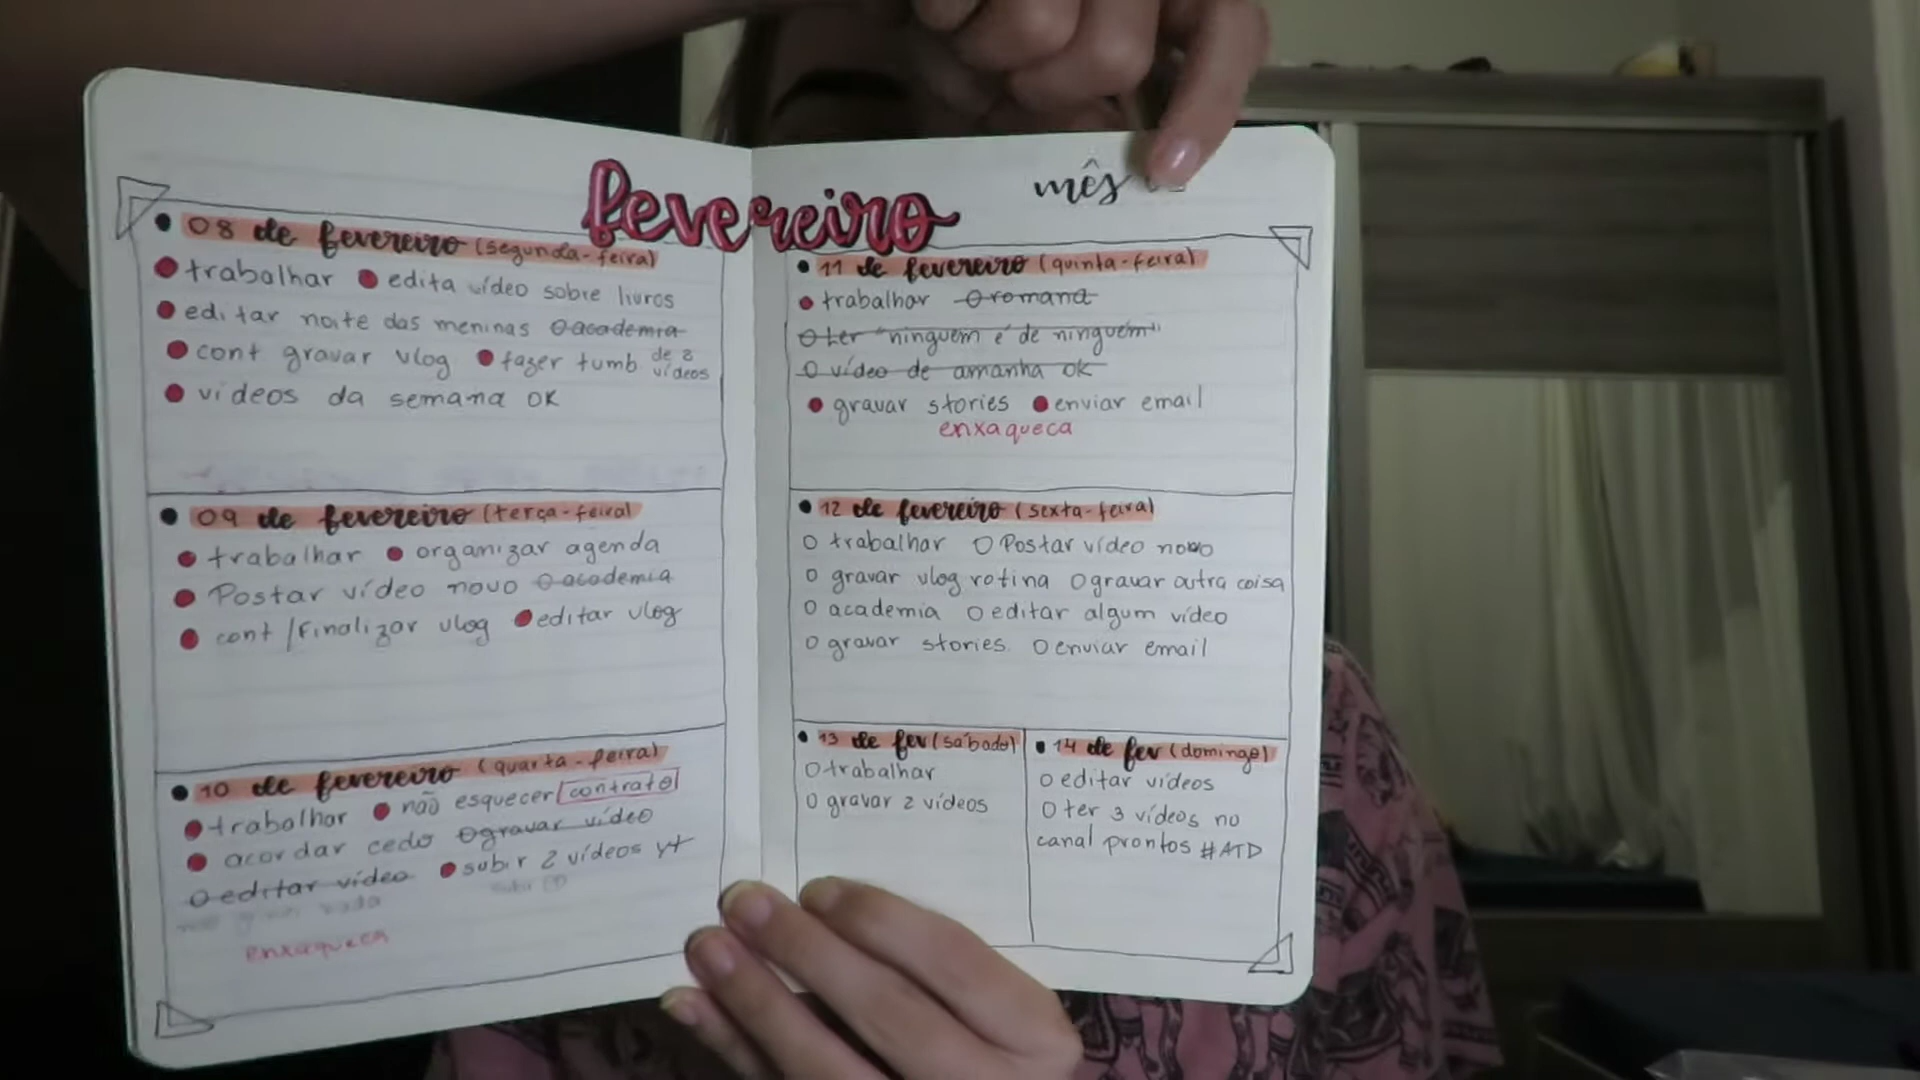 fevereiro
mês
08 de fevereiro (segunda-feira)
trabalhar edita vídeo sobre livros
editar noite das meninas academia
cont gravar vlog fazer tumb de 2 vídeos
vídeos da semana OK
09 de fevereiro (terça-feira)
trabalhar organizar agenda
Postar vídeo novo academia
cont/Finalizar vlog editar vlog
10 de fevereiro (quarta-feira)
trabalhar não esquecer contrato
acordar cedo gravar vídeo
editar vídeo subir 2 vídeos yt
enxaqueca
11 de fevereiro (quinta-feira)
trabalhar romana
ler "ninguém é de ninguém"
vídeo de amanha OK
gravar stories enviar email
enxaqueca
12 de fevereiro (sexta-feira)
trabalhar Postar vídeo novo
gravar vlog rotina gravar outra coisa
academia editar algum vídeo
gravar stories enviar email
13 de fev (sábado)
trabalhar
gravar 2 vídeos
14 de fev (domingo)
editar vídeos
ter 3 vídeos no
canal prontos #ATD